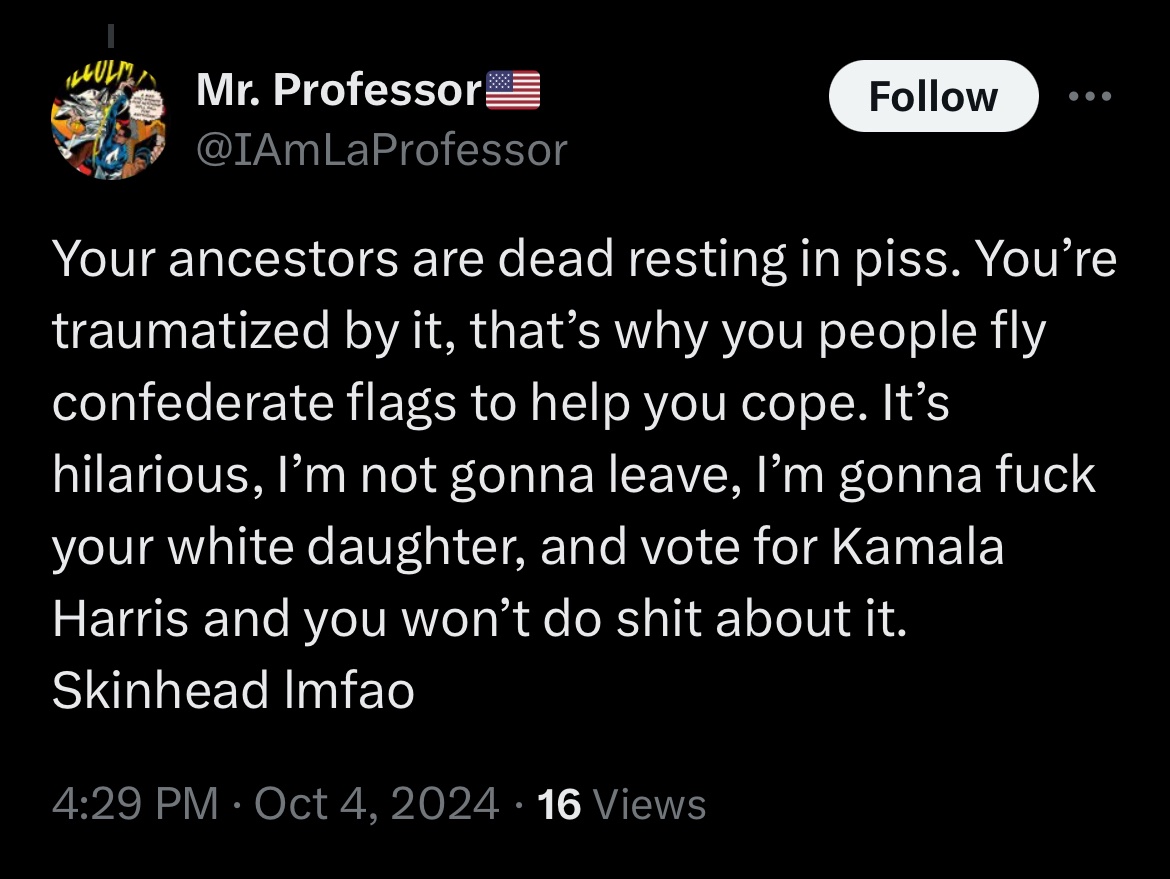 Mr. Professor🇺🇸
Follow
@IAmLaProfessor
Your ancestors are dead resting in piss. You’re
traumatized by it, that’s why you people fly
confederate flags to help you cope. It’s
hilarious, I’m not gonna leave, I’m gonna fuck
your white daughter, and vote for Kamala
Harris and you won’t do shit about it.
Skinhead lmfao
4:29 PM · Oct 4, 2024 · 16 Views